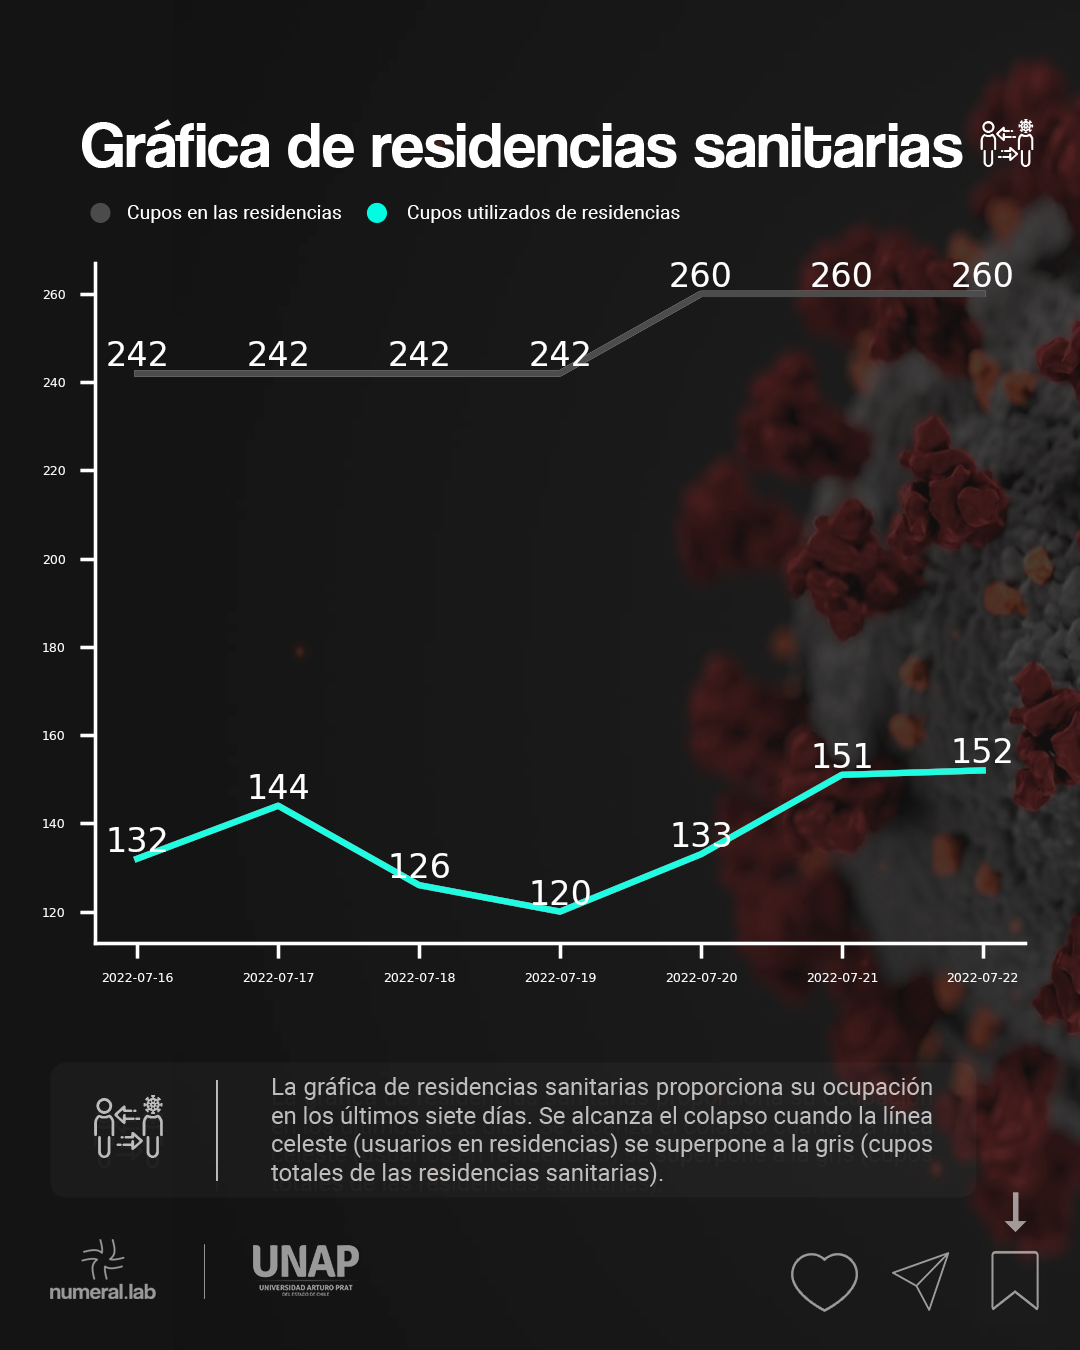 Gráfica de residencias sanitarias
Cupos en las residencias
Cupos utilizados de residencias
260
240
220
200
180
160
140
120
242
242
242
242
260
260
260
132
144
126
120
133
151
152
2022-07-16
2022-07-17
2022-07-18
2022-07-19
2022-07-20
2022-07-21
2022-07-22
La gráfica de residencias sanitarias proporciona su ocupación
en los últimos siete días. Se alcanza el colapso cuando la línea
celeste (usuarios en residencias) se superpone a la gris (cupos
totales de las residencias sanitarias).
numeral.lab
UNAP
UNIVERSIDAD ARTURO PRAT
DEL ESTADO DE CHILE